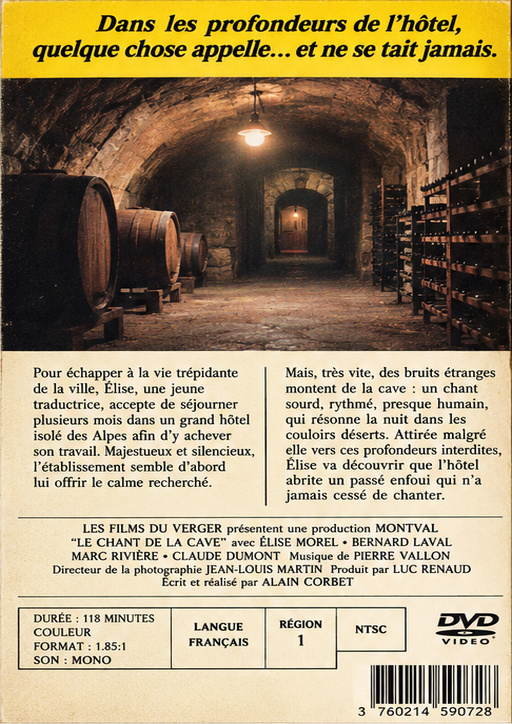 Dans les profondeurs de l’hôtel,
quelque chose appelle... et ne se tait jamais.
Pour échapper à la vie trépidante
de la ville, Élise, une jeune
traductrice, accepte de séjourner
plusieurs mois dans un grand hôtel
isolé des Alpes afin d’y achever
son travail. Majestueux et silencieux,
l’établissement semble d’abord
lui offrir le calme recherché.
Mais, très vite, des bruits étranges
montent de la cave : un chant
sourd, rythmé, presque humain,
qui résonne la nuit dans les
couloirs déserts. Attirée malgré
elle vers ces profondeurs interdites,
Élise va découvrir que l’hôtel
abrite un passé enfoui qui n’a
jamais cessé de chanter.
LES FILMS DU VERGER présentent une production MONTVAL
“LE CHANT DE LA CAVE” avec ÉLISE MOREL • BERNARD LAVAL
MARC RIVIÈRE • CLAUDE DUMONT Musique de PIERRE VALLON
Directeur de la photographie JEAN-LOUIS MARTIN Produit par LUC RENAUD
Écrit et réalisé par ALAIN CORBET
DURÉE : 118 MINUTES
COULEUR
FORMAT : 1.85:1
SON : MONO
LANGUE
FRANÇAIS
RÉGION
1
NTSC
DVD
VIDEO
3 760214 590728